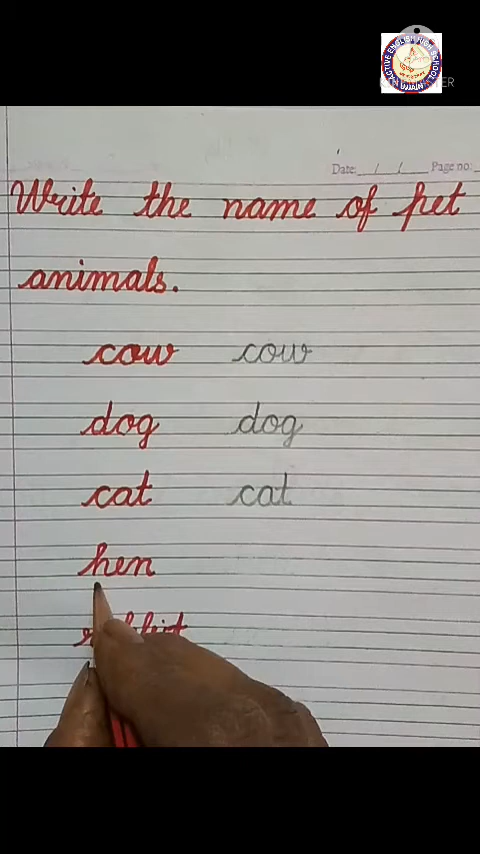 Date: / / Page no:
Write the name of pet
animals.
cow cow
dog dog
cat cat
hen